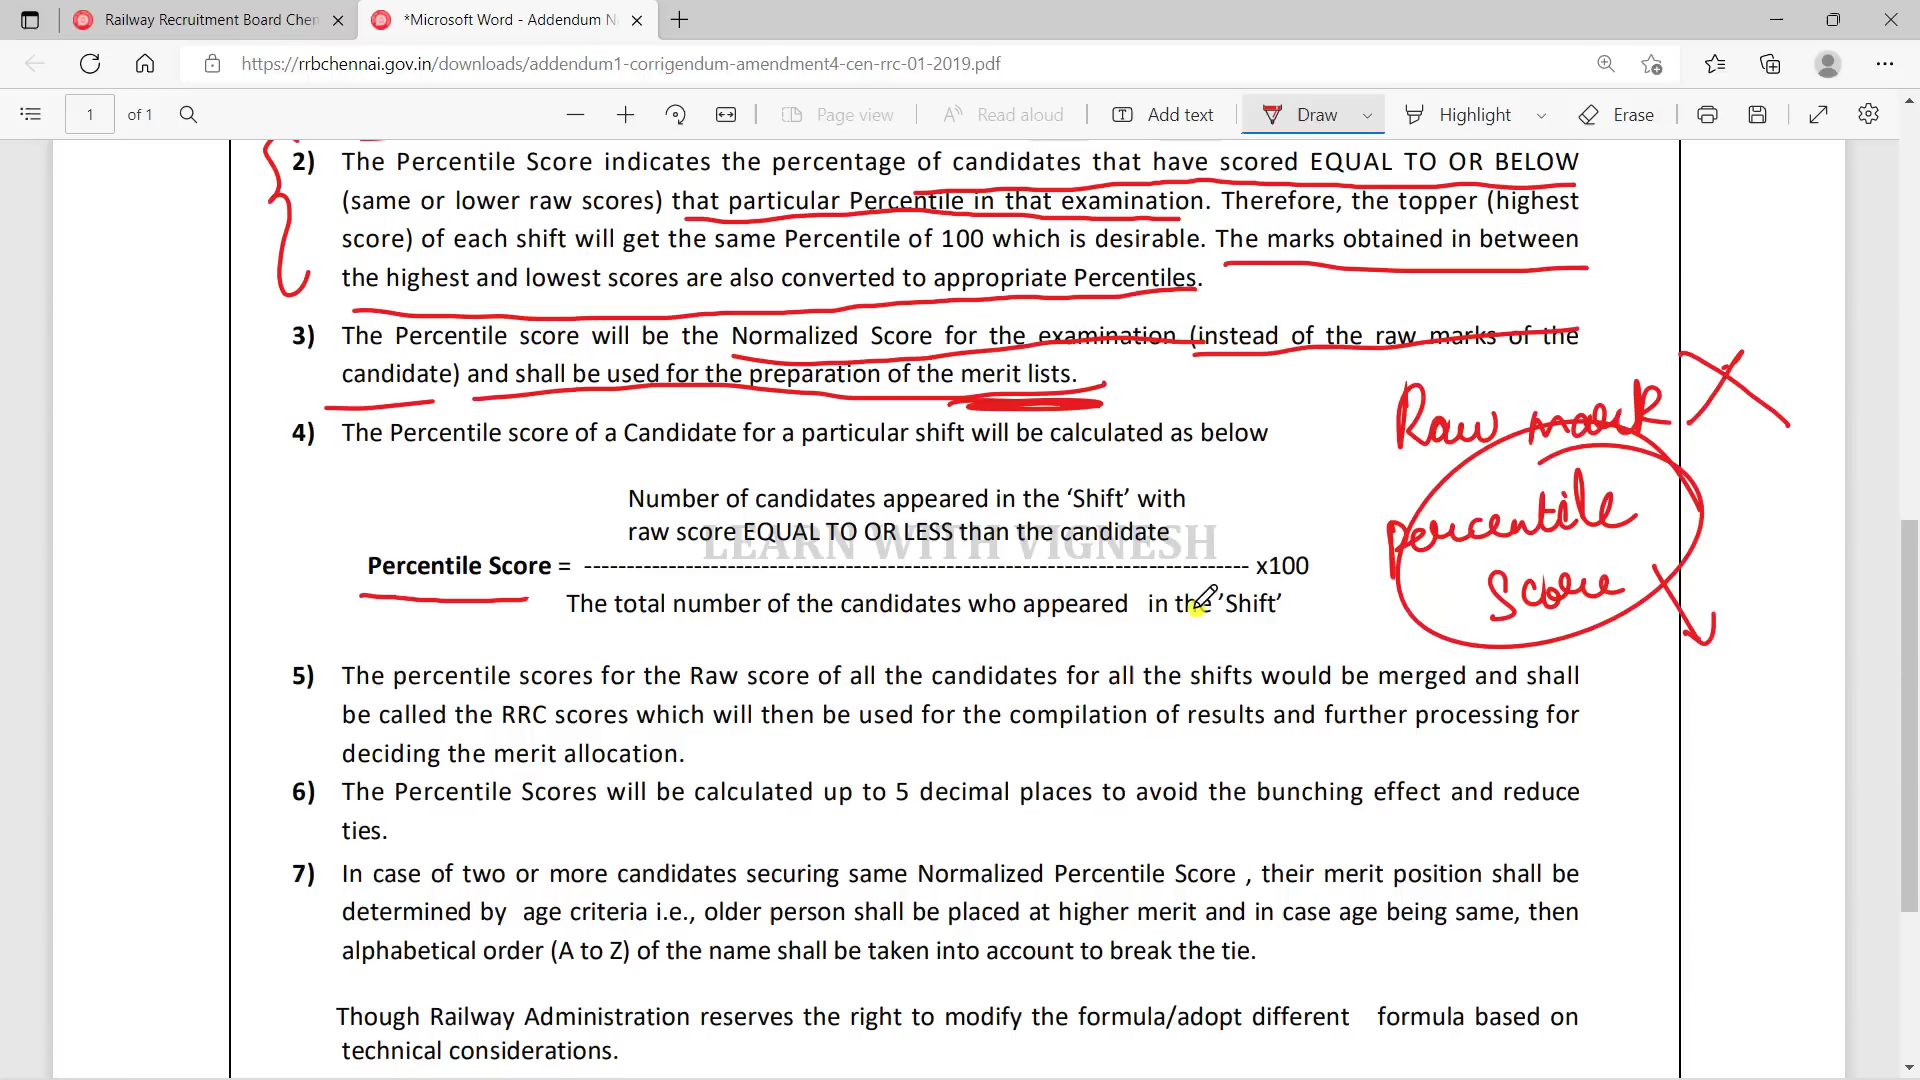 Railway Recruitment Board Chen
*Microsoft Word - Addendum N
https://rrbchennai.gov.in/downloads/addendum1-corrigendum-amendment4-cen-rrc-01-2019.pdf
1 of 1 Page view Read aloud Add text Draw Highlight Erase
2) The Percentile Score indicates the percentage of candidates that have scored EQUAL TO OR BELOW
(same or lower raw scores) that particular Percentile in that examination. Therefore, the topper (highest
score) of each shift will get the same Percentile of 100 which is desirable. The marks obtained in between
the highest and lowest scores are also converted to appropriate Percentiles.
3) The Percentile score will be the Normalized Score for the examination (instead of the raw marks of the
candidate) and shall be used for the preparation of the merit lists.
Raw mark
4) The Percentile score of a Candidate for a particular shift will be calculated as below
Number of candidates appeared in the ‘Shift’ with
raw score EQUAL TO OR LESS than the candidate
LEARN WITH VIGNESH
Percentile Score = ------------------------------------------------------------------------------- x100
The total number of the candidates who appeared in the ’Shift’
Percentile
Score
5) The percentile scores for the Raw score of all the candidates for all the shifts would be merged and shall
be called the RRC scores which will then be used for the compilation of results and further processing for
deciding the merit allocation.
6) The Percentile Scores will be calculated up to 5 decimal places to avoid the bunching effect and reduce
ties.
7) In case of two or more candidates securing same Normalized Percentile Score , their merit position shall be
determined by age criteria i.e., older person shall be placed at higher merit and in case age being same, then
alphabetical order (A to Z) of the name shall be taken into account to break the tie.
Though Railway Administration reserves the right to modify the formula/adopt different formula based on
technical considerations.